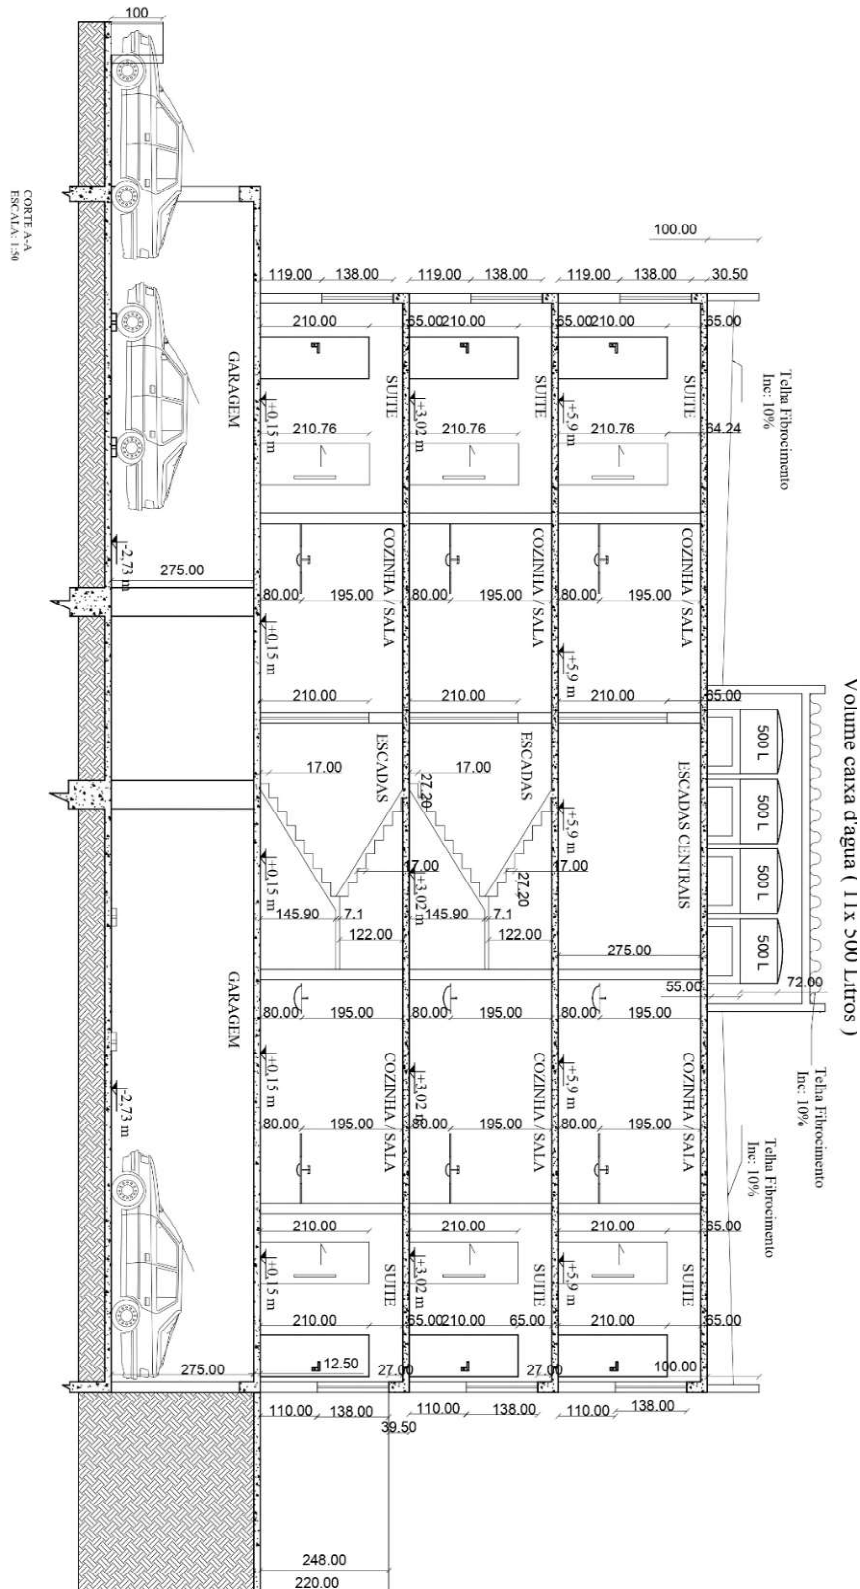 100
CORTE A-A
ESCALA: 1:50
100.00
119.00 138.00 119.00 138.00 119.00 138.00 30.50
210.00 65.00 210.00 65.00 210.00 65.00
GARAGEM
SUITE
SUITE
SUITE
Telha Fibrocimento
Inc: 10%
+0,15 m
+3,02 m
+5,9 m
210.76 210.76 210.76 64.24
COZINHA / SALA
COZINHA / SALA
COZINHA / SALA
-2,73 m
275.00
80.00 195.00 80.00 195.00 80.00 195.00
+0,15 m
+5,9 m
210.00 210.00 210.00 65.00
Volume caixa d'agua ( 11x 500 Litros )
500 L
500 L
500 L
500 L
ESCADAS
ESCADAS
ESCADAS CENTRAIS
17.00 17.00
27.20
+5,9 m
+0,15 m
17.00
+3,02 m
27.20
17.00
145.90 7.1 145.90 7.1
122.00 122.00
275.00
55.00 72.00
GARAGEM
80.00 195.00 80.00 195.00 80.00 195.00
+0,15 m
+3,02 m
+5,9 m
COZINHA / SALA
COZINHA / SALA
COZINHA / SALA
-2,73 m
Telha Fibrocimento
Inc: 10%
80.00 195.00 80.00 195.00 80.00 195.00
Telha Fibrocimento
Inc: 10%
210.00 210.00 210.00 65.00
+0,15 m
+3,02 m
+5,9 m
SUITE
SUITE
SUITE
210.00 65.00 210.00 65.00 210.00 65.00
275.00 12.50 27.00 27.00 100.00
110.00 138.00 110.00 138.00 110.00 138.00
39.50
248.00
220.00